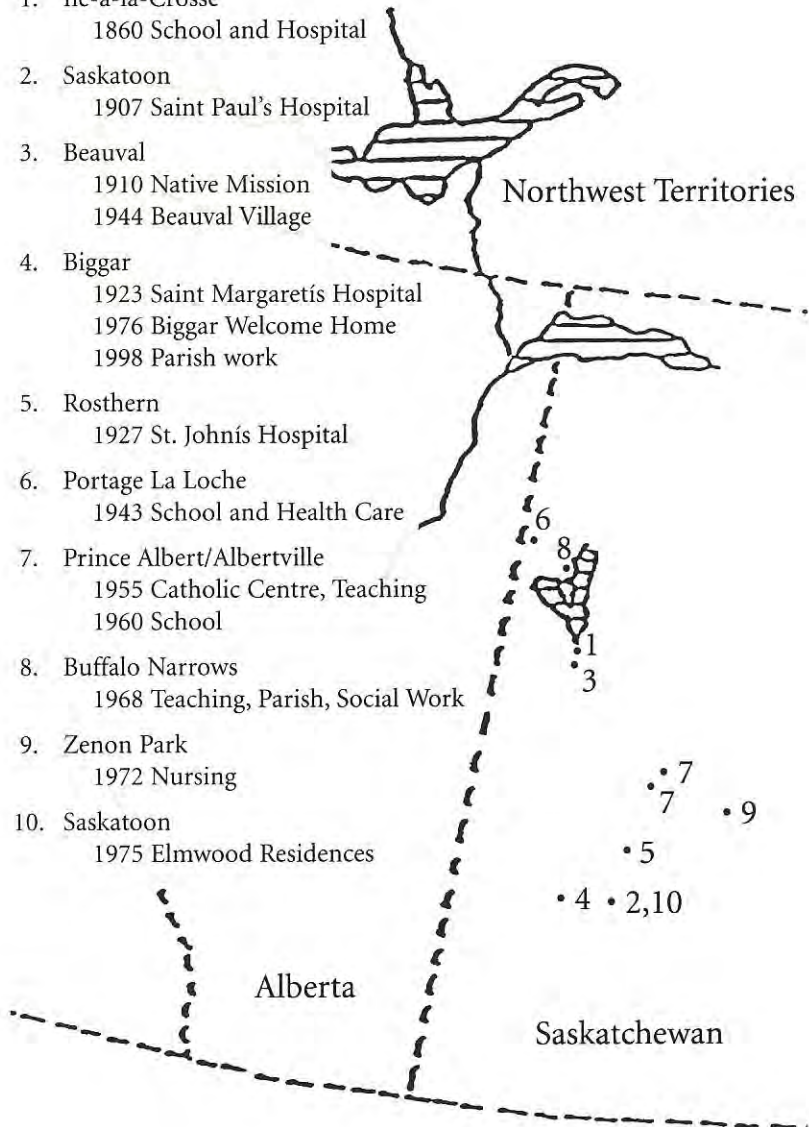 1. Île-à-la-Crosse
1860 School and Hospital
2. Saskatoon
1907 Saint Paul's Hospital
3. Beauval
1910 Native Mission
1944 Beauval Village
4. Biggar
1923 Saint Margaretís Hospital
1976 Biggar Welcome Home
1998 Parish work
5. Rosthern
1927 St. Johnís Hospital
6. Portage La Loche
1943 School and Health Care
7. Prince Albert/Albertville
1955 Catholic Centre, Teaching
1960 School
8. Buffalo Narrows
1968 Teaching, Parish, Social Work
9. Zenon Park
1972 Nursing
10. Saskatoon
1975 Elmwood Residences
Northwest Territories
6
8
1
3
7
7
9
5
4
2,10
Alberta
Saskatchewan